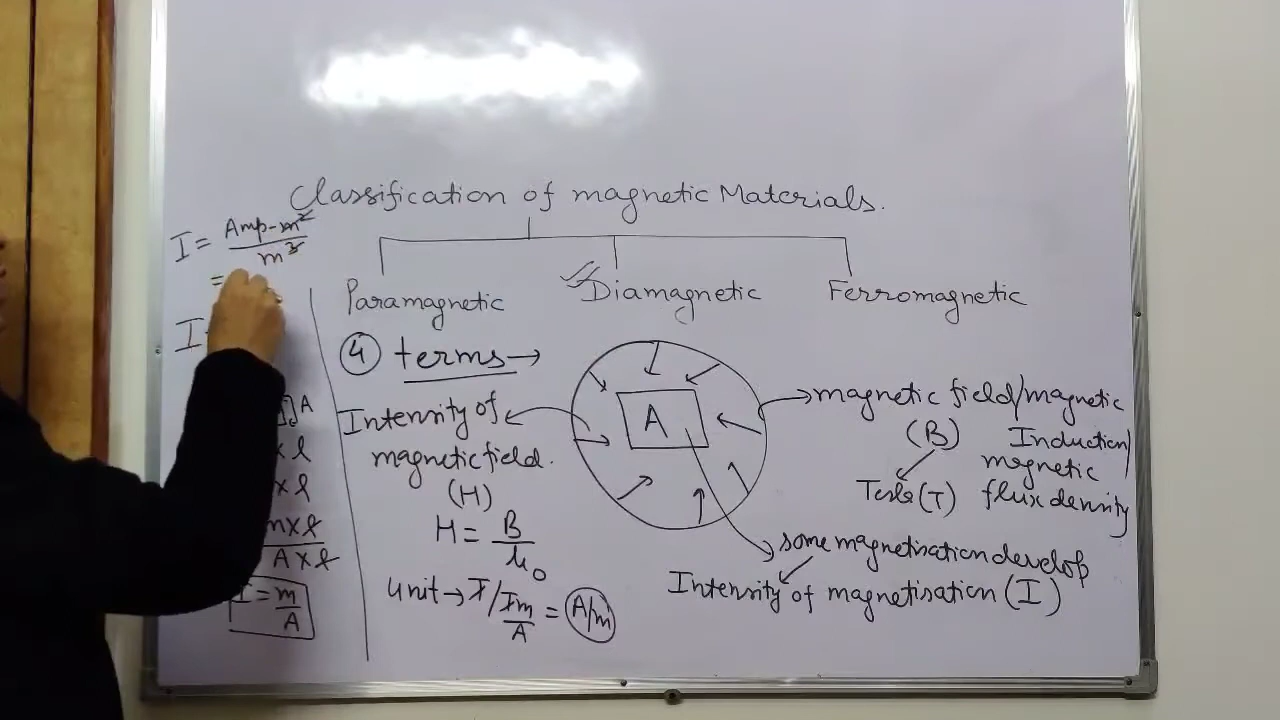 Classification of magnetic Materials.
I = Amp-m² / m³
=
Paramagnetic
Diamagnetic
Ferromagnetic
I
④ terms→
Intensity of
magnetic field.
(H)
H = B / μ₀
unit → T / Tm/A = A/m
A
magnetic field/magnetic
(B) Induction/
magnetic
Tesla(T) flux density
some magnetisation develop
Intensity of magnetisation (I)
A
x l
x l
m x l / A x l
I = m / A